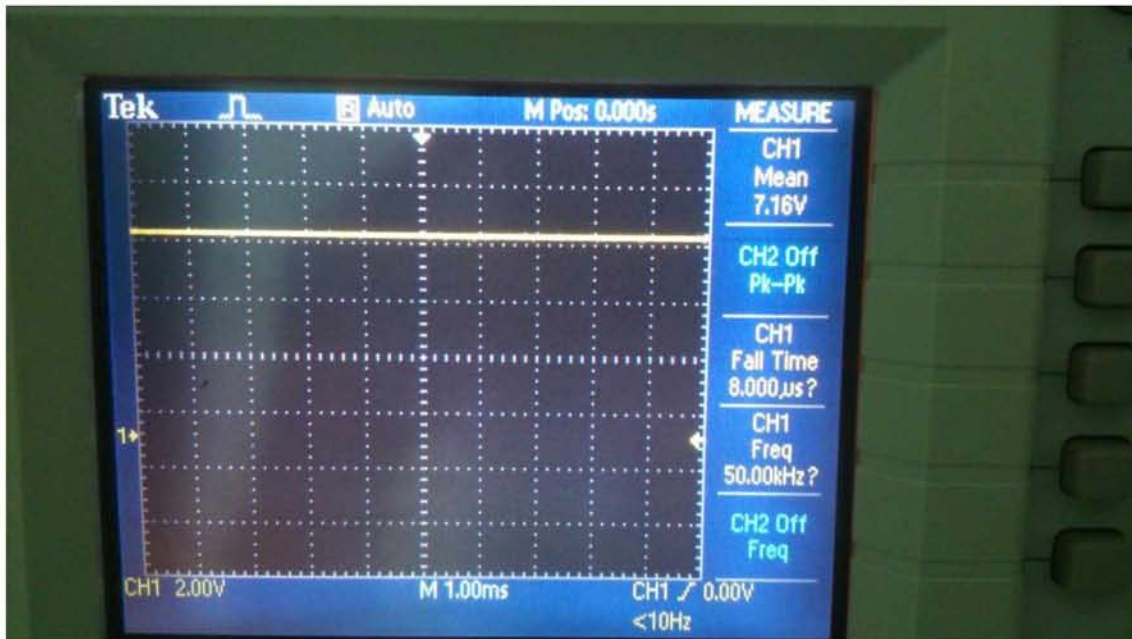 Tek R Auto M Pos: 0.000s MEASURE
CH1
Mean
7.16V
CH2 Off
Pk-Pk
CH1
Fall Time
8.000µs?
1
CH1
Freq
50.00kHz?
CH2 Off
Freq
CH1 2.00V M 1.00ms CH1 0.00V
<10Hz